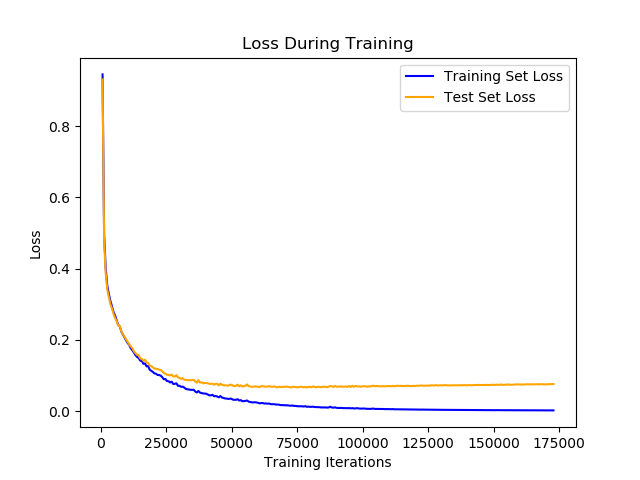 Loss During Training
Training Set Loss
Test Set Loss
Loss
0.8
0.6
0.4
0.2
0.0
0 25000 50000 75000 100000 125000 150000 175000
Training Iterations